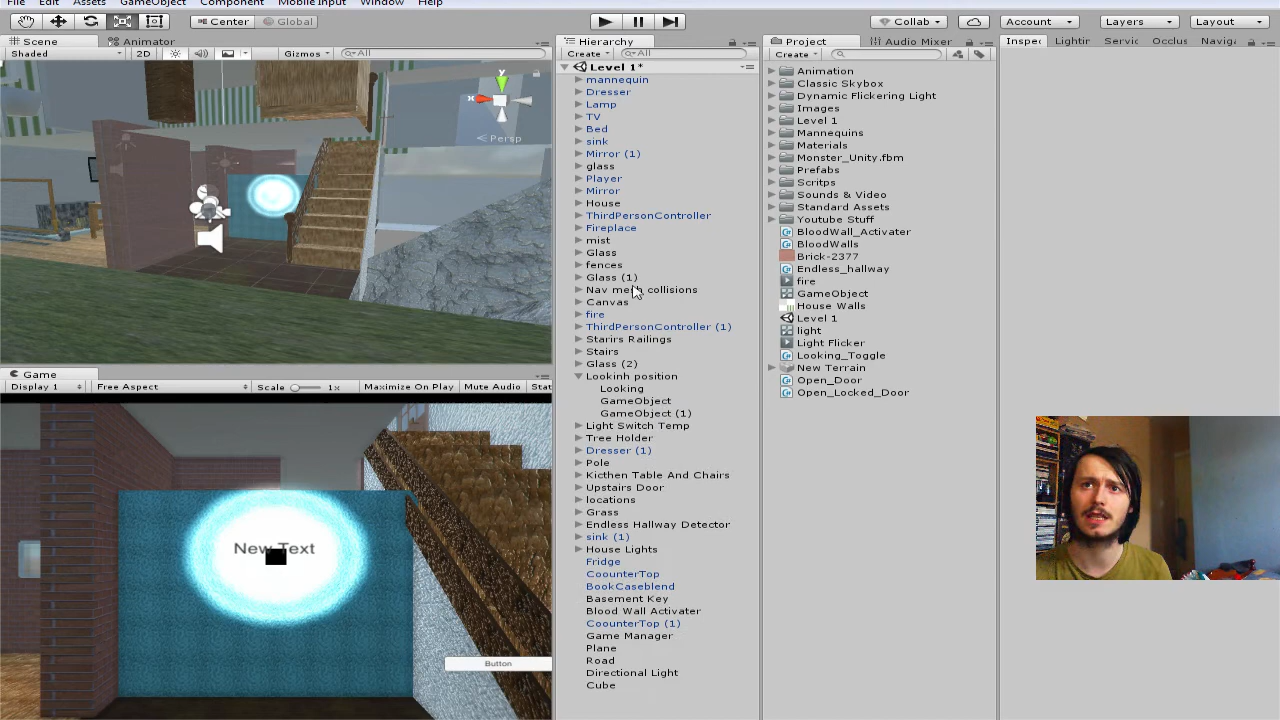 File Edit Assets GameObject Component Mobile Input Window Help
Center Global Collab Account Layers Layout
Scene Animator
Shaded 2D Gizmos All
y
x
Persp
Game
Display 1 Free Aspect Scale 1x Maximize On Play Mute Audio Stat
New Text
Button
Hierarchy
Create All
Level 1*
mannequin
Dresser
Lamp
TV
Bed
sink
Mirror (1)
glass
Player
Mirror
House
ThirdPersonController
Fireplace
mist
Glass
fences
Glass (1)
Nav mesh collisions
Canvas
fire
ThirdPersonController (1)
Starirs Railings
Stairs
Glass (2)
Lookinh position
Looking
GameObject
GameObject (1)
Light Switch Temp
Tree Holder
Dresser (1)
Pole
Kicthen Table And Chairs
Upstairs Door
locations
Grass
Endless Hallway Detector
sink (1)
House Lights
Fridge
CoounterTop
BookCaseblend
Basement Key
Blood Wall Activater
CoounterTop (1)
Game Manager
Plane
Road
Directional Light
Cube
Project Audio Mixer
Create
Animation
Classic Skybox
Dynamic Flickering Light
Images
Level 1
Mannequins
Materials
Monster_Unity.fbm
Prefabs
Scritps
Sounds & Video
Standard Assets
Youtube Stuff
BloodWall_Activater
BloodWalls
Brick-2377
Endless_hallway
fire
GameObject
House Walls
Level 1
light
Light Flicker
Looking_Toggle
New Terrain
Open_Door
Open_Locked_Door
Inspec Lightin Servic Occlus Naviga